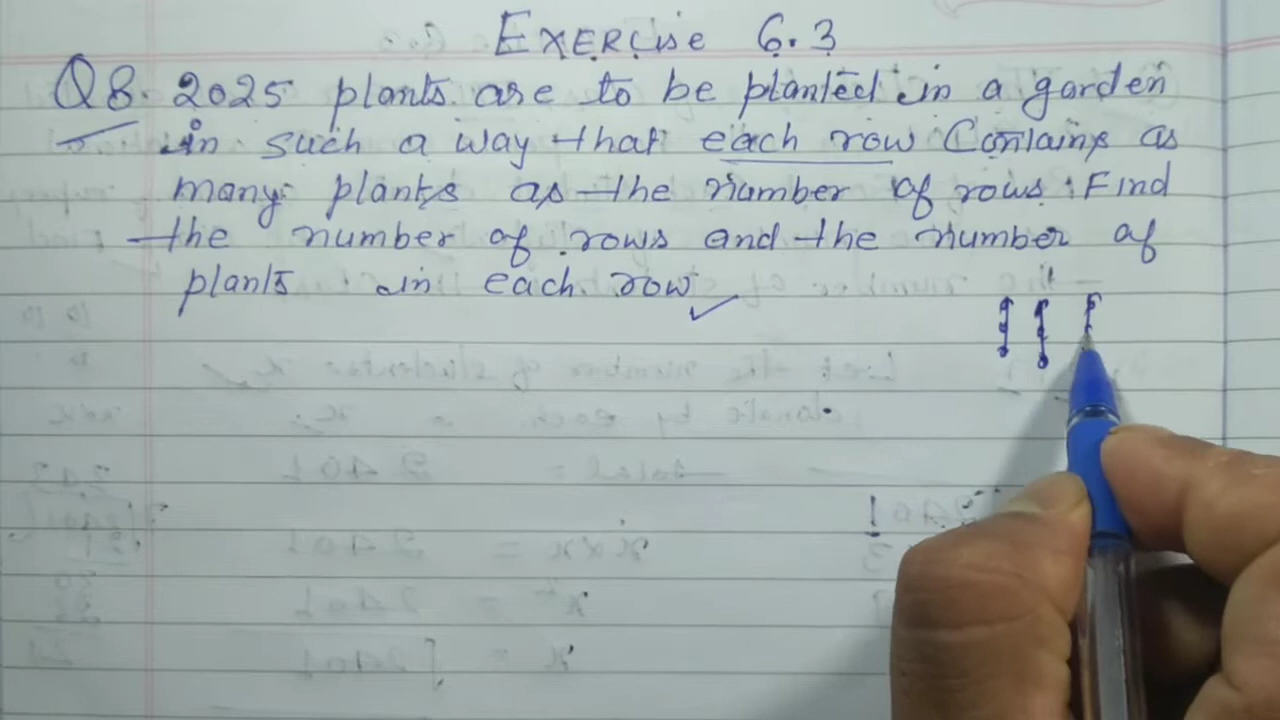 Exercise 6.3
Q8. 2025 plants are to be planted in a garden
in such a way that each row Contains as
many plants as the number of rows. Find
the number of rows and the number of
plants in each row